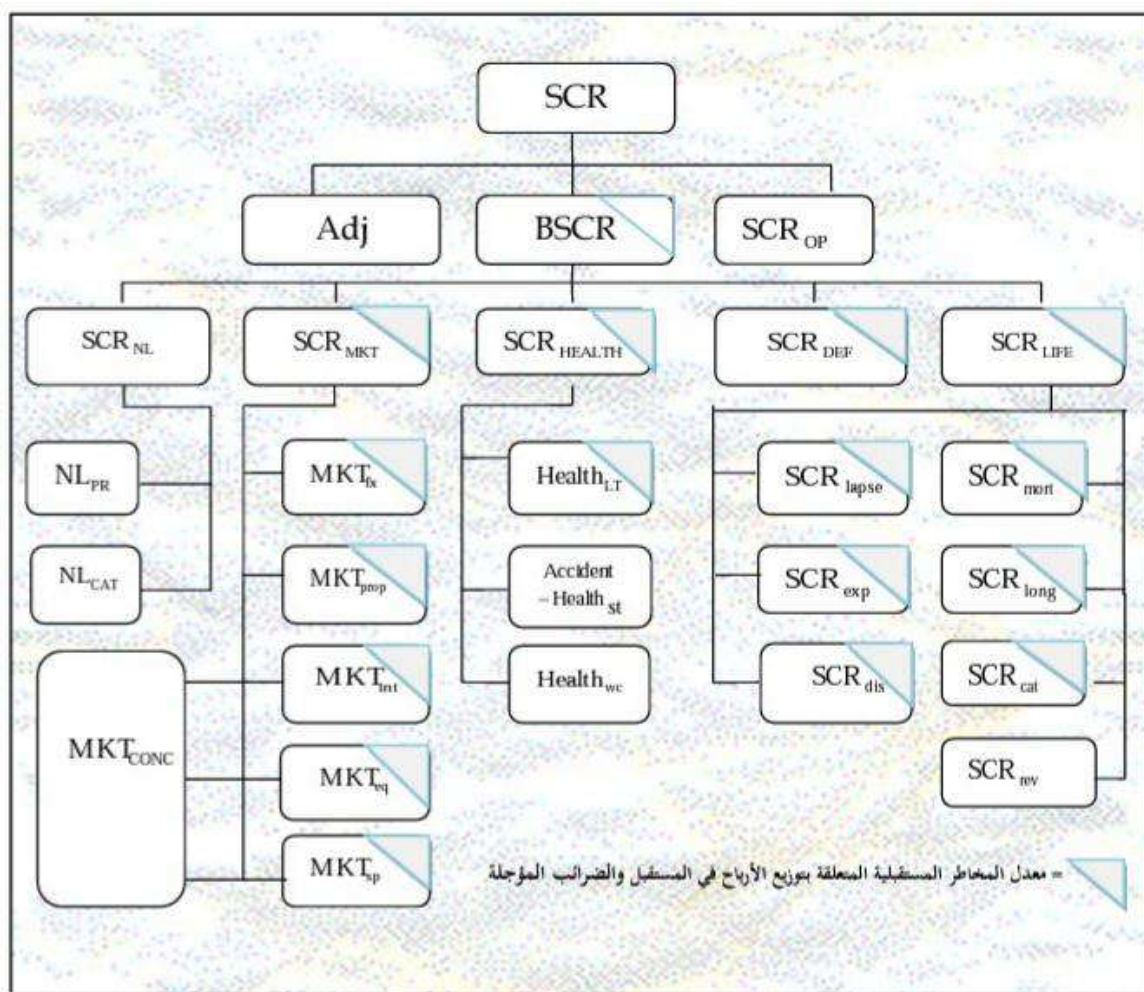 SCR
Adj
BSCR
SCR OP
SCR NL
SCR MKT
SCR HEALTH
SCR DEF
SCR LIFE
NL PR
MKT fx
Health LT
SCR lapse
SCR mort
NL CAT
MKT prop
Accident
– Health st
SCR exp
SCR long
MKT CONC
MKT int
Health wc
SCR dis
SCR cat
MKT eq
SCR rev
MKT sp
= معدل المخاطر المستقبلية المتعلقة بتوزيع الأرباح في المستقبل والضرائب المؤجلة